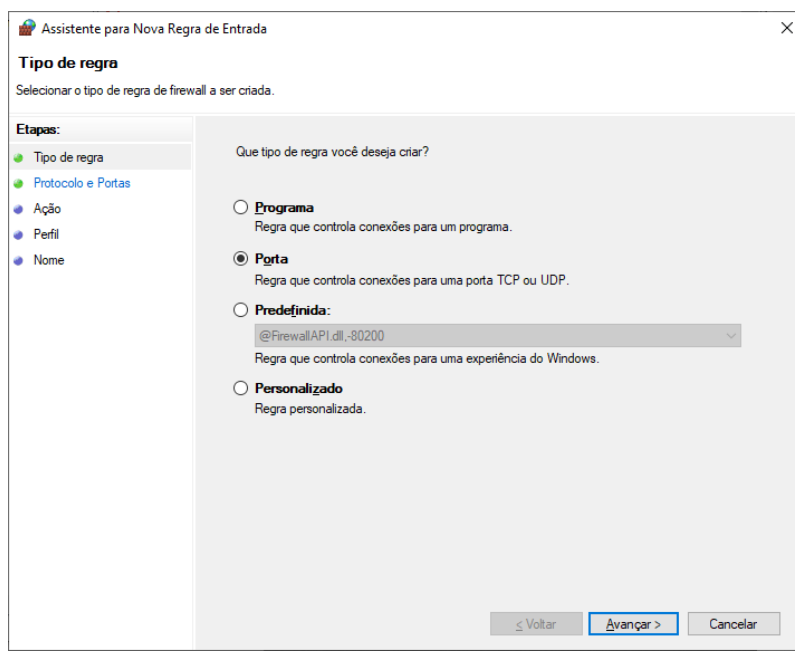 Assistente para Nova Regra de Entrada
Tipo de regra
Selecionar o tipo de regra de firewall a ser criada.
Etapas:
Tipo de regra
Protocolo e Portas
Ação
Perfil
Nome
Que tipo de regra você deseja criar?
Programa
Regra que controla conexões para um programa.
Porta
Regra que controla conexões para uma porta TCP ou UDP.
Predefinida:
@FirewallAPI.dll,-80200
Regra que controla conexões para uma experiência do Windows.
Personalizado
Regra personalizada.
< Voltar
Avançar >
Cancelar